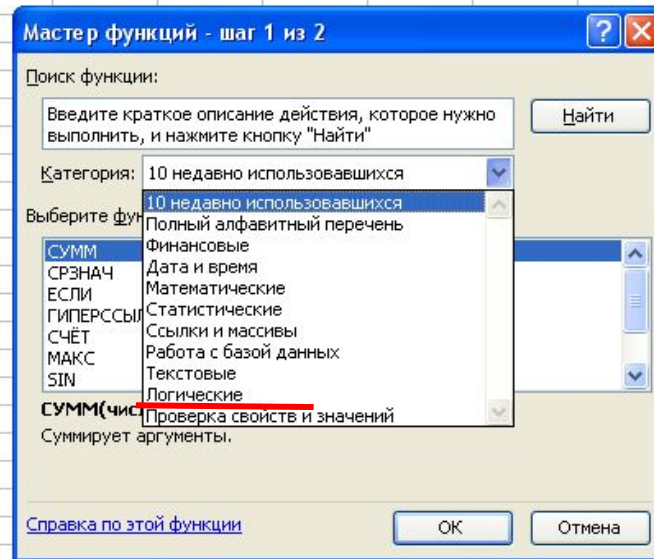 Мастер функций - шаг 1 из 2
Поиск функции:
Введите краткое описание действия, которое нужно
выполнить, и нажмите кнопку "Найти"
Найти
Категория: 10 недавно использовавшихся
10 недавно использовавшихся
Полный алфавитный перечень
Финансовые
Дата и время
Математические
Статистические
Ссылки и массивы
Работа с базой данных
Текстовые
Логические
Проверка свойств и значений
Выберите фун
СУММ
СРЗНАЧ
ЕСЛИ
ГИПЕРССЫЛ
СЧЁТ
МАКС
SIN
СУММ(чис
Суммирует аргументы.
Справка по этой функции
ОК
Отмена